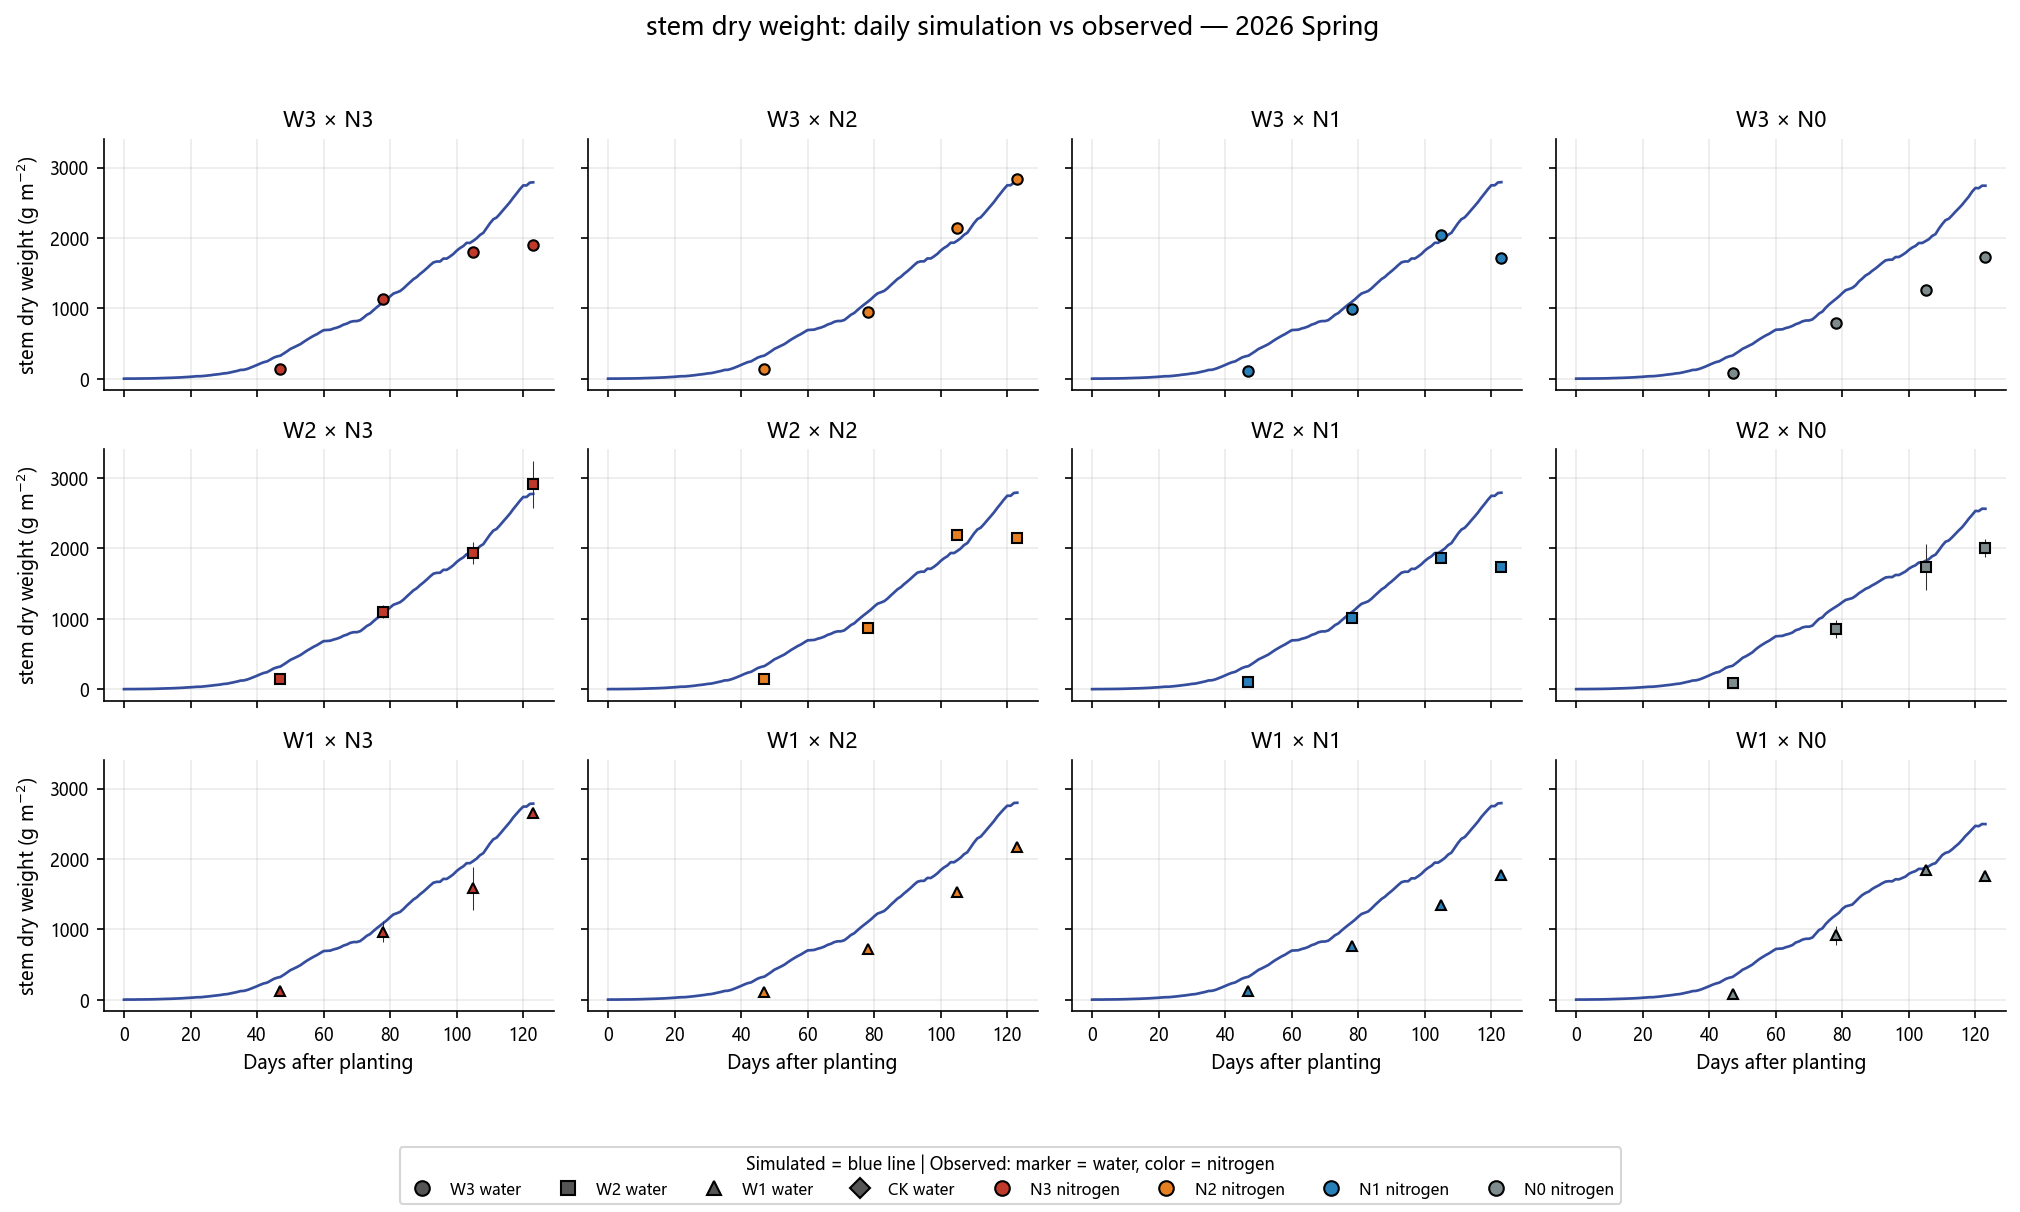 stem dry weight: daily simulation vs observed — 2026 Spring
W3 × N3
W3 × N2
W3 × N1
W3 × N0
stem dry weight (g m⁻²)
3000
2000
1000
0
W2 × N3
W2 × N2
W2 × N1
W2 × N0
stem dry weight (g m⁻²)
3000
2000
1000
0
W1 × N3
W1 × N2
W1 × N1
W1 × N0
stem dry weight (g m⁻²)
3000
2000
1000
0
0 20 40 60 80 100 120
0 20 40 60 80 100 120
0 20 40 60 80 100 120
0 20 40 60 80 100 120
Days after planting
Days after planting
Days after planting
Days after planting
Simulated = blue line | Observed: marker = water, color = nitrogen
W3 water W2 water W1 water CK water N3 nitrogen N2 nitrogen N1 nitrogen N0 nitrogen